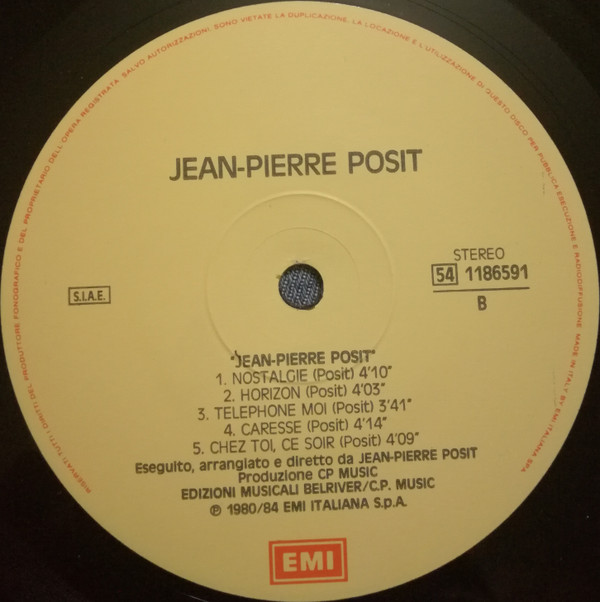 RISERVATI TUTTI I DIRITTI DEL PRODUTTORE FONOGRAFICO E DEL PROPRIETARIO DELL'OPERA REGISTRATA. SALVO AUTORIZZAZIONI, SONO VIETATE LA DUPLICAZIONE, LA LOCAZIONE E L'UTILIZZAZIONE DI QUESTO DISCO PER PUBBLICA ESECUZIONE E RADIODIFFUSIONE MADE IN ITALY BY EMI ITALIANA SPA
JEAN-PIERRE POSIT
STEREO
54 1186591
B
S.I.A.E.
"JEAN-PIERRE POSIT"
1. NOSTALGIE (Posit) 4'10"
2. HORIZON (Posit) 4'03"
3. TELEPHONE MOI (Posit) 3'41"
4. CARESSE (Posit) 4'14"
5. CHEZ TOI, CE SOIR (Posit) 4'09"
Eseguito, arrangiato e diretto da JEAN-PIERRE POSIT
Produzione CP MUSIC
EDIZIONI MUSICALI BELRIVER/C.P. MUSIC
℗ 1980/84 EMI ITALIANA S.p.A.
EMI